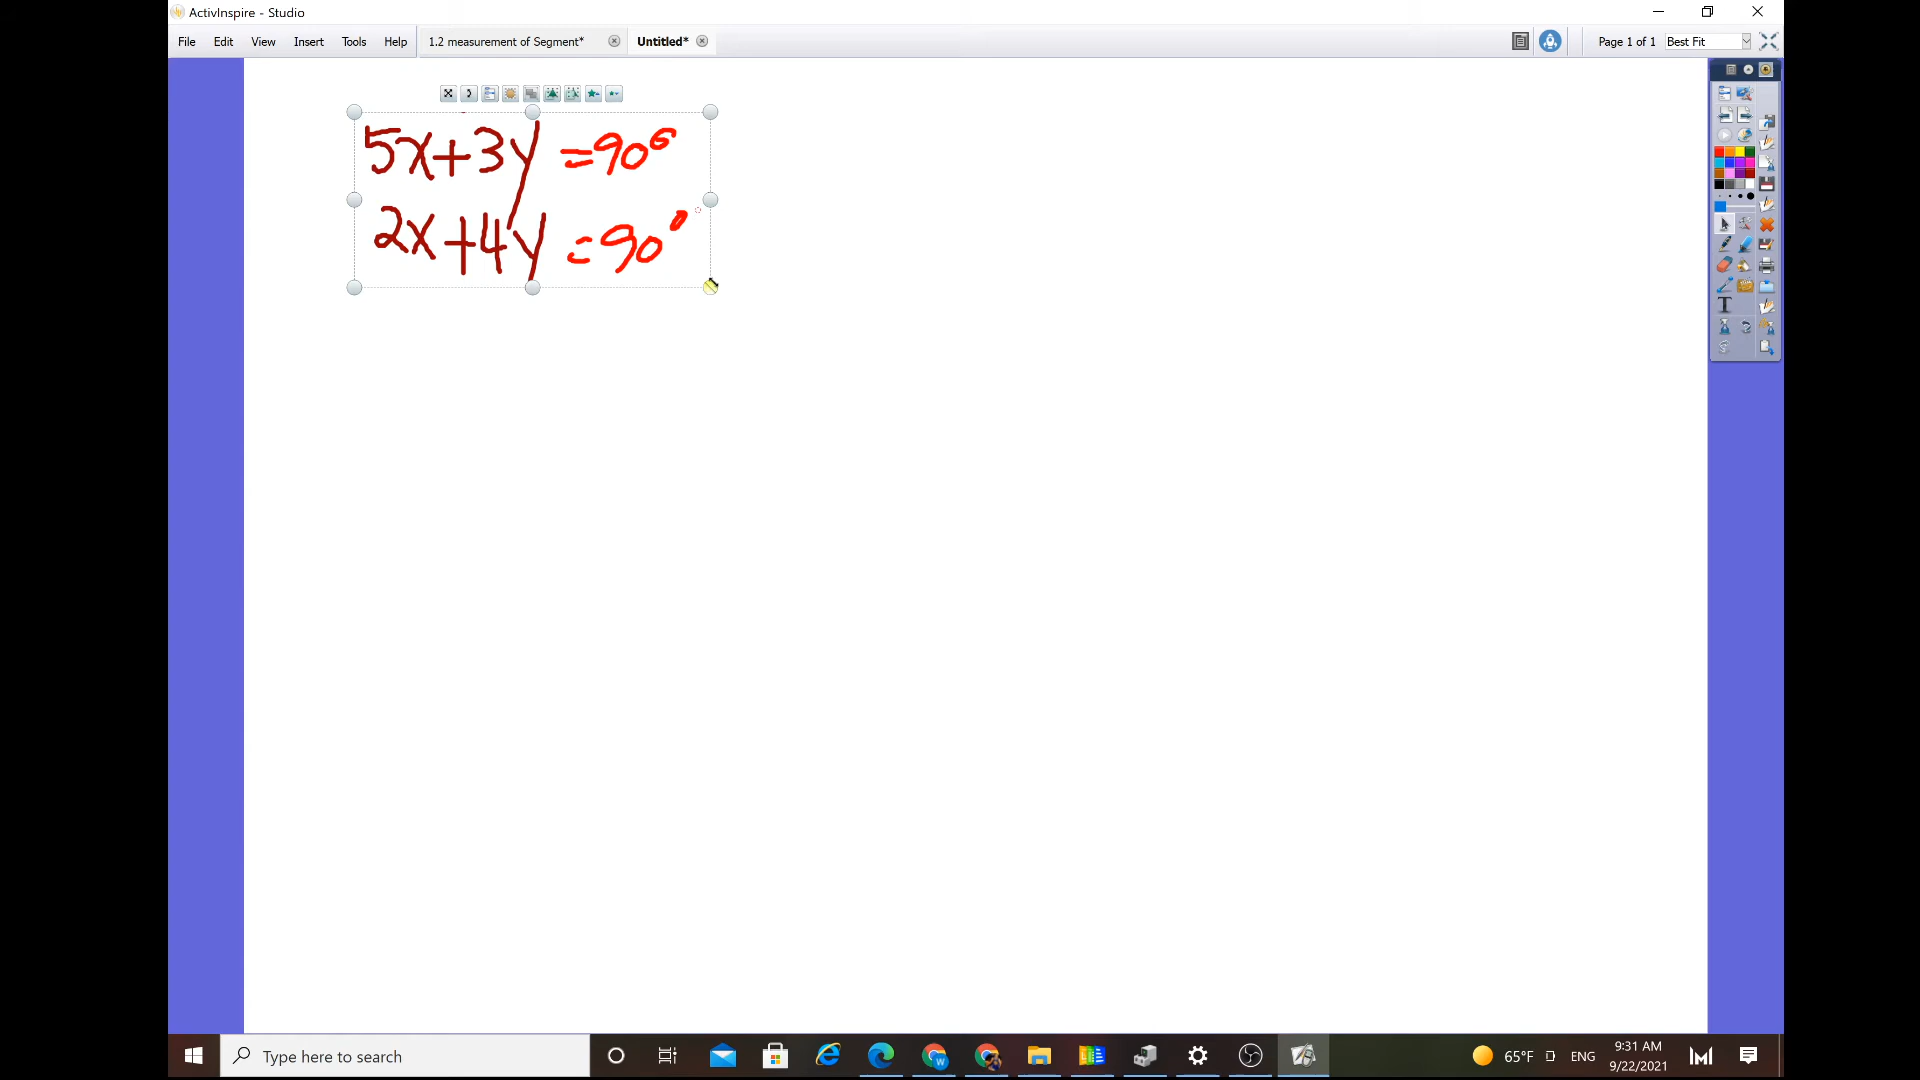 ActivInspire - Studio
File Edit View Insert Tools Help 1.2 measurement of Segment* Untitled* Page 1 of 1 Best Fit
5x+3y =90°
2x+4y =90°
T
Type here to search 65°F ENG 9:31 AM
9/22/2021